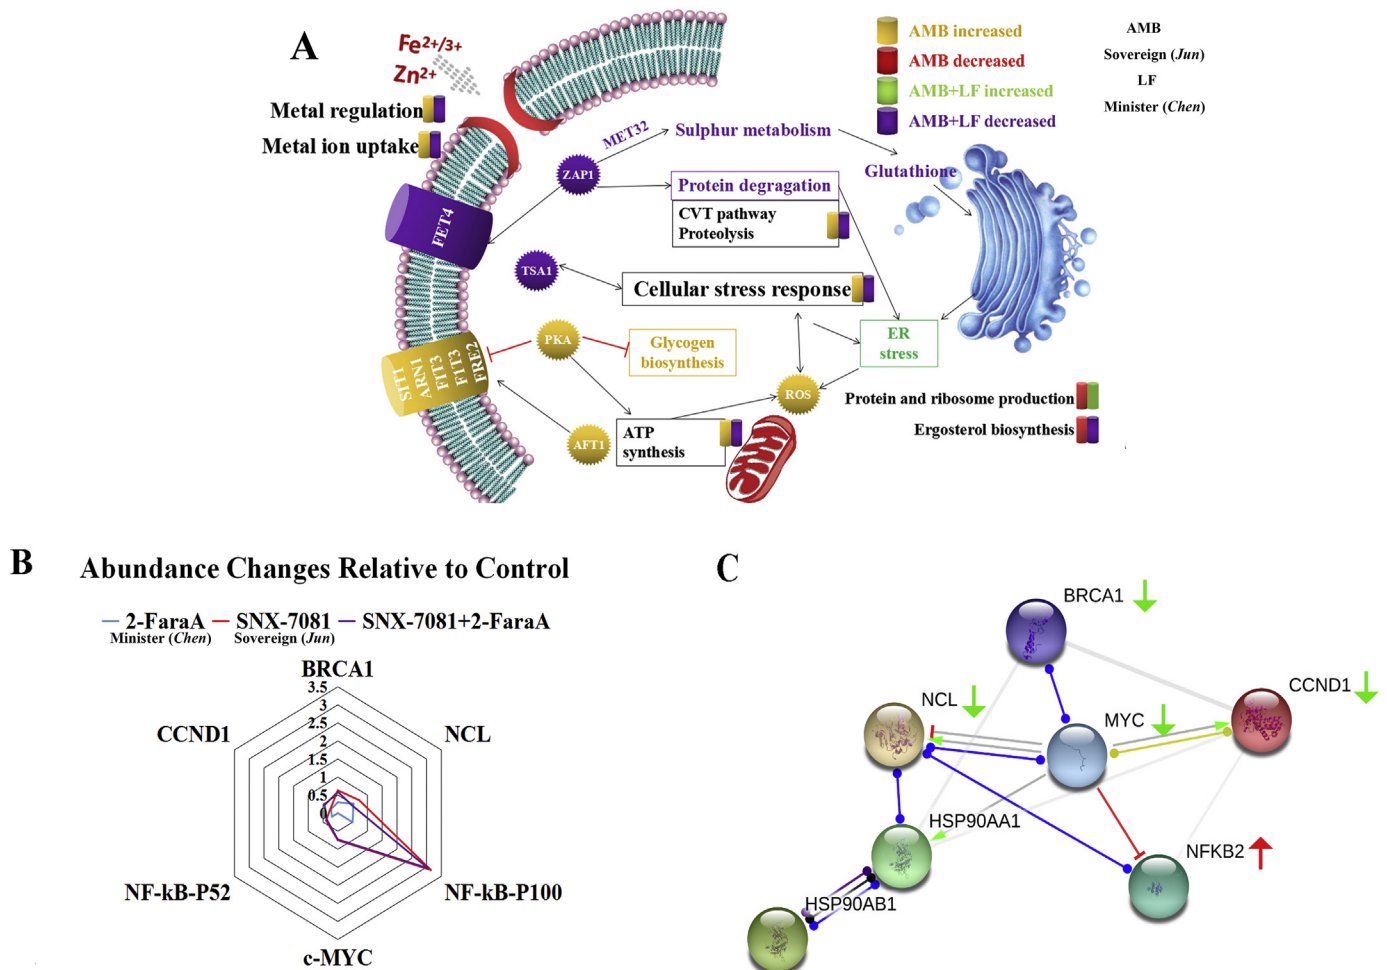 A
Fe2+/3+
Zn2+
Metal regulation
Metal ion uptake
AMB increased
AMB decreased
AMB+LF increased
AMB+LF decreased
AMB
Sovereign (Jun)
LF
Minister (Chen)
MET32
Sulphur metabolism
Glutathione
ZAP1
Protein degragation
CVT pathway
Proteolysis
FET4
TSA1
Cellular stress response
PKA
Glycogen
biosynthesis
ER
stress
SIT1
ARN1
FIT3
FIT3
FRE2
ROS
AFT1
ATP
synthesis
Protein and ribosome production
Ergosterol biosynthesis
B
Abundance Changes Relative to Control
2-FaraA SNX-7081 SNX-7081+2-FaraA
Minister (Chen) Sovereign (Jun)
BRCA1
3.5
3
2.5
2
1.5
1
0.5
0
CCND1
NCL
NF-kB-P52
NF-kB-P100
c-MYC
C
BRCA1
CCND1
NCL
MYC
HSP90AA1
NFKB2
HSP90AB1